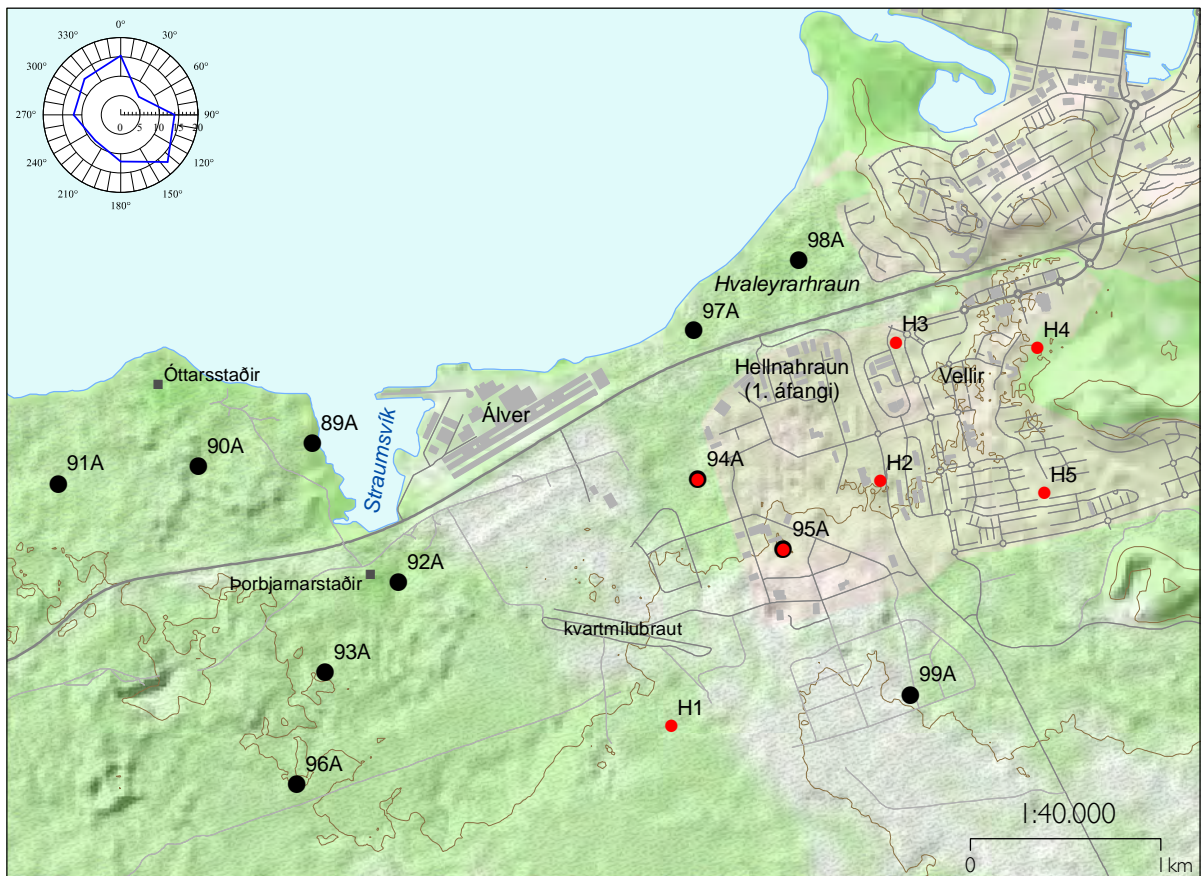 0°
330°
30°
300°
60°
270°
90°
0 5 10 15 20
240°
120°
210°
150°
180°
98A
Hvaleyrarhraun
97A
H3
H4
Hellnahraun
(1. áfangi)
Vellir
Óttarsstaðir
Álver
89A
Straumsvík
90A
91A
94A
H2
H5
95A
92A
Þorbjarnarstaðir
kvartmílubraut
93A
99A
H1
96A
1:40.000
0
1 km